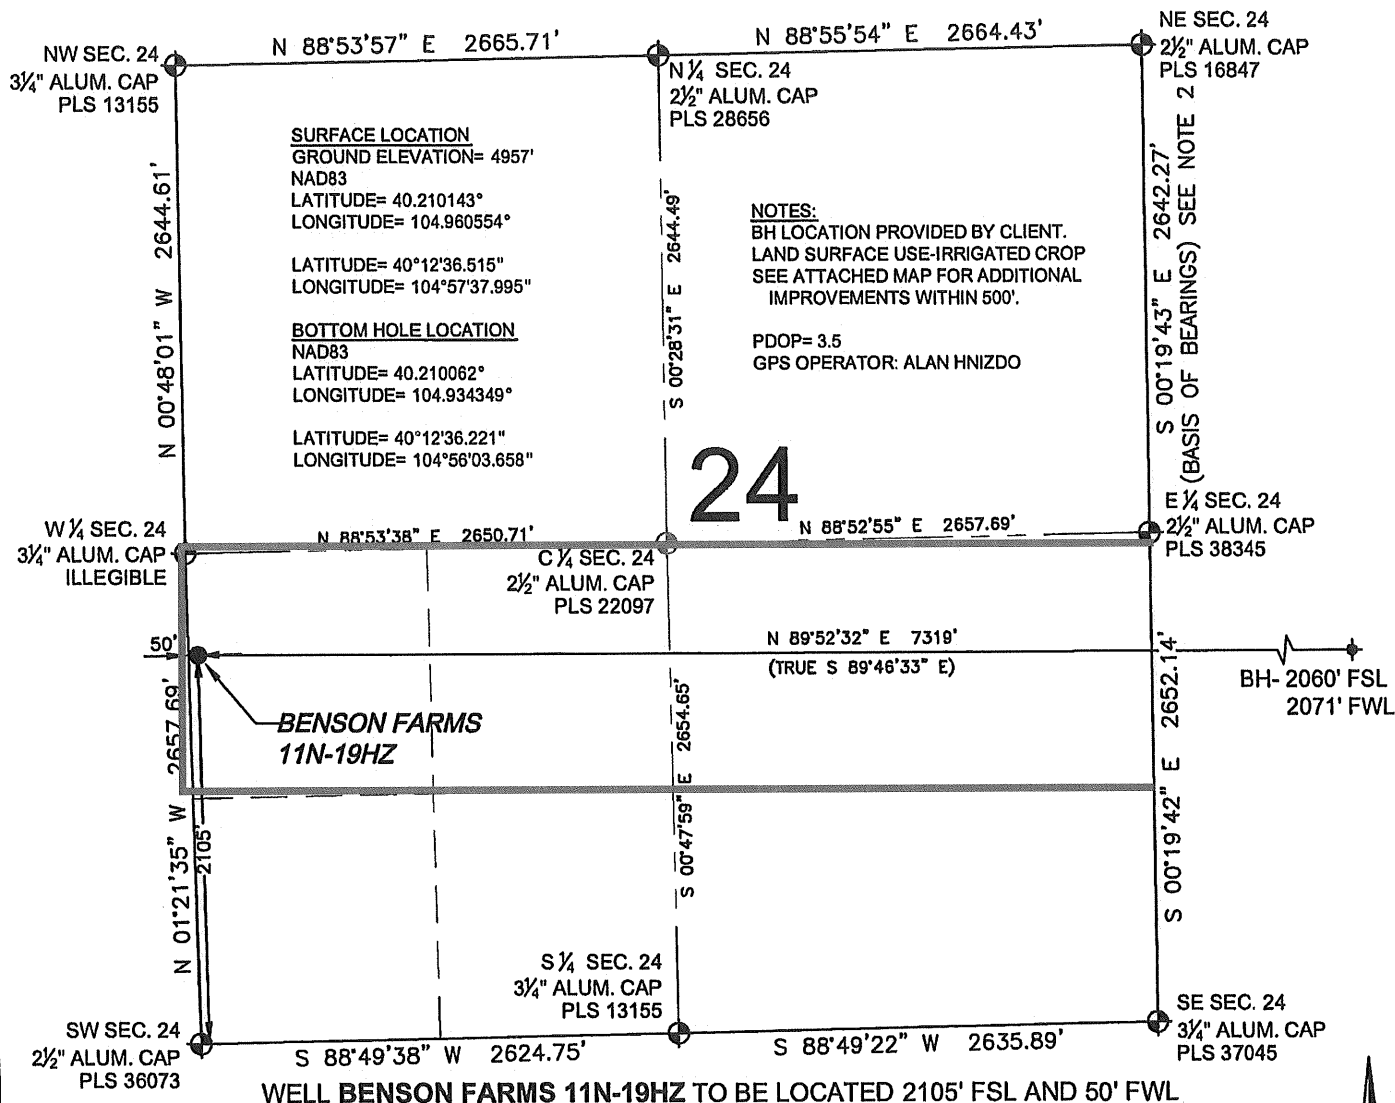 N 88°53'57" E 2665.71'
N 88°55'54" E 2664.43'
NW SEC. 24
3¼" ALUM. CAP
PLS 13155
N ¼ SEC. 24
2½" ALUM. CAP
PLS 28656
NE SEC. 24
2½" ALUM. CAP
PLS 16847
SURFACE LOCATION
GROUND ELEVATION= 4957'
NAD83
LATITUDE= 40.210143°
LONGITUDE= 104.960554°
LATITUDE= 40°12'36.515"
LONGITUDE= 104°57'37.995"
BOTTOM HOLE LOCATION
NAD83
LATITUDE= 40.210062°
LONGITUDE= 104.934349°
LATITUDE= 40°12'36.221"
LONGITUDE= 104°56'03.658"
NOTES:
BH LOCATION PROVIDED BY CLIENT.
LAND SURFACE USE-IRRIGATED CROP
SEE ATTACHED MAP FOR ADDITIONAL
IMPROVEMENTS WITHIN 500'.
PDOP= 3.5
GPS OPERATOR: ALAN HNIZDO
N 00°48'01" W 2644.61'
S 00°28'31" E 2644.49'
S 00°19'43" E 2642.27'
(BASIS OF BEARINGS) SEE NOTE 2
24
W ¼ SEC. 24
3¼" ALUM. CAP
ILLEGIBLE
N 88°53'38" E 2650.71'
N 88°52'55" E 2657.69'
C ¼ SEC. 24
2½" ALUM. CAP
PLS 22097
E ¼ SEC. 24
2½" ALUM. CAP
PLS 38345
50'
N 89°52'32" E 7319'
(TRUE S 89°46'33" E)
BH- 2060' FSL
2071' FWL
BENSON FARMS
11N-19HZ
N 01°21'35" W 2657.69'
2105'
S 00°47'59" E 2654.65'
S 00°19'42" E 2652.14'
S ¼ SEC. 24
3¼" ALUM. CAP
PLS 13155
SW SEC. 24
2½" ALUM. CAP
PLS 36073
SE SEC. 24
3¼" ALUM. CAP
PLS 37045
S 88°49'38" W 2624.75'
S 88°49'22" W 2635.89'
WELL BENSON FARMS 11N-19HZ TO BE LOCATED 2105' FSL AND 50' FWL